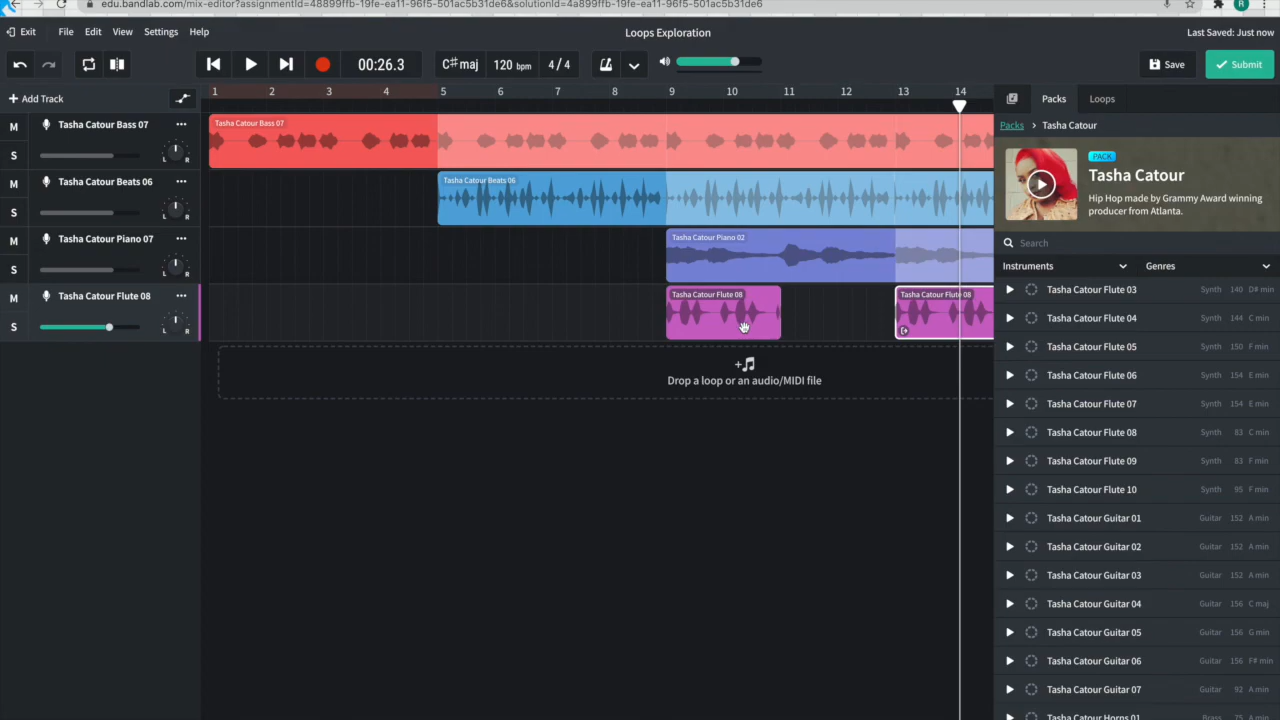 edu.bandlab.com/mix-editor?assignmentId=48899ffb-19fe-ea11-96f5-501ac5b31de6&solutionId=4a899ffb-19fe-ea11-96f5-501ac5b31de6
R
Exit File Edit View Settings Help
Loops Exploration
Last Saved: Just now
00:26.3
C♯maj
120 bpm
4 / 4
Save
Submit
Add Track
1 2 3 4 5 6 7 8 9 10 11 12 13 14
M Tasha Catour Bass 07 •••
S L R
Tasha Catour Bass 07
M Tasha Catour Beats 06 •••
S L R
Tasha Catour Beats 06
M Tasha Catour Piano 07 •••
S L R
Tasha Catour Piano 02
M Tasha Catour Flute 08 •••
S L R
Tasha Catour Flute 08
Tasha Catour Flute 08
Drop a loop or an audio/MIDI file
Packs Loops
Packs > Tasha Catour
PACK
Tasha Catour
Hip Hop made by Grammy Award winning
producer from Atlanta.
Search
Instruments Genres
Tasha Catour Flute 03 Synth 140 D# min
Tasha Catour Flute 04 Synth 144 C min
Tasha Catour Flute 05 Synth 150 F min
Tasha Catour Flute 06 Synth 154 E min
Tasha Catour Flute 07 Synth 154 E min
Tasha Catour Flute 08 Synth 83 C min
Tasha Catour Flute 09 Synth 83 F min
Tasha Catour Flute 10 Synth 95 F min
Tasha Catour Guitar 01 Guitar 152 A min
Tasha Catour Guitar 02 Guitar 152 A min
Tasha Catour Guitar 03 Guitar 152 A min
Tasha Catour Guitar 04 Guitar 156 C maj
Tasha Catour Guitar 05 Guitar 156 G min
Tasha Catour Guitar 06 Guitar 156 F# min
Tasha Catour Guitar 07 Guitar 92 A min
Tasha Catour Horns 01 Brass 75 A min